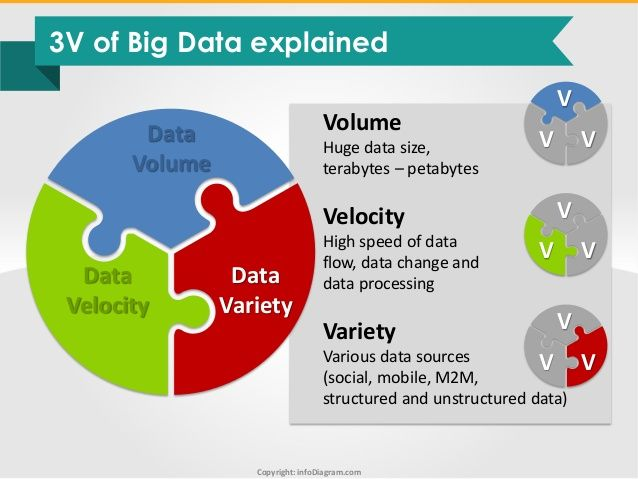 3V of Big Data explained
Data
Volume
Data
Velocity
Data
Variety
Volume
Huge data size,
terabytes – petabytes
V
V V
Velocity
High speed of data
flow, data change and
data processing
V
V V
Variety
Various data sources
(social, mobile, M2M,
structured and unstructured data)
V
V V
Copyright: infoDiagram.com